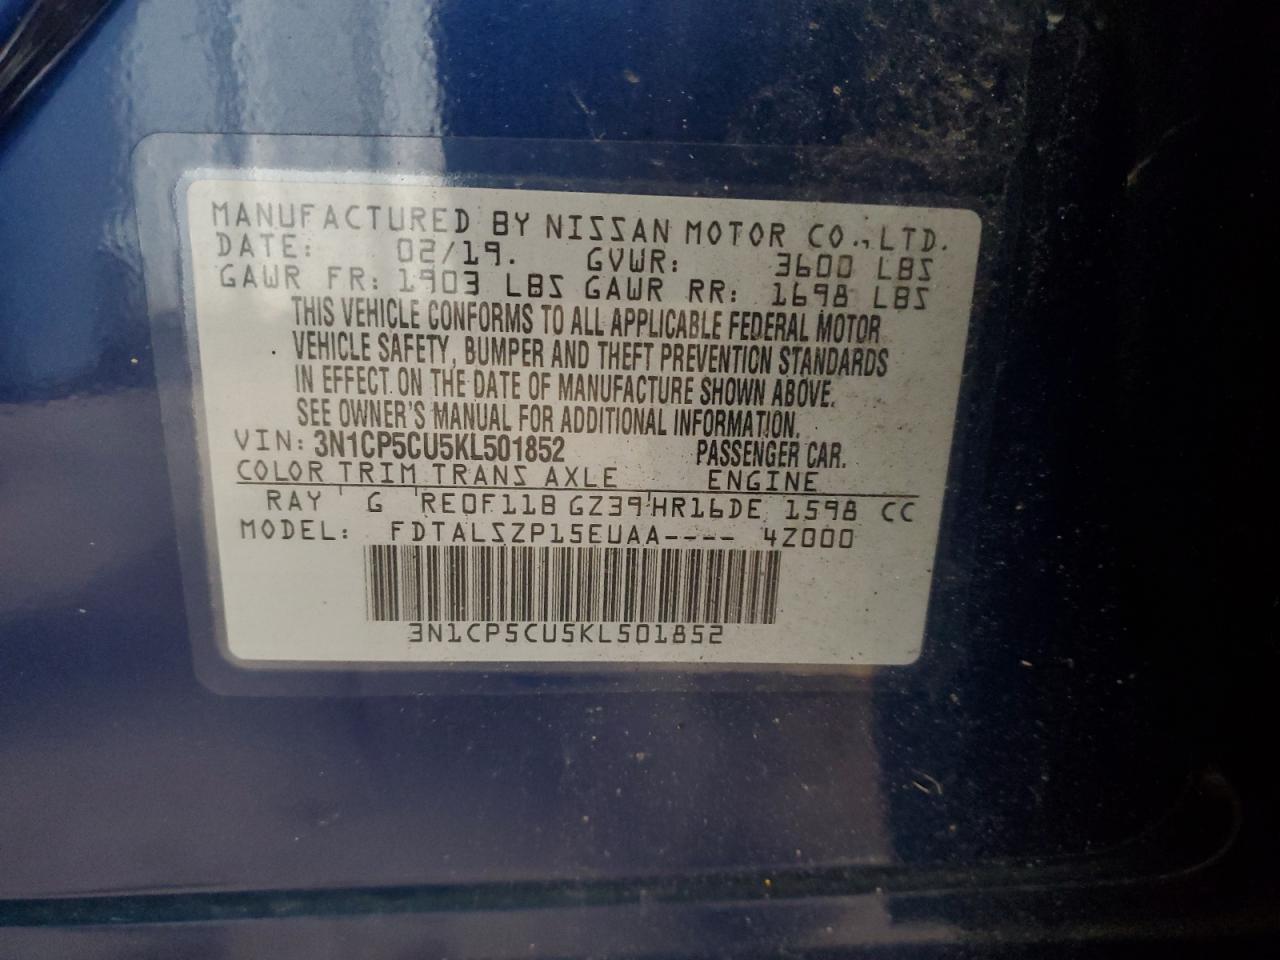 MANUFACTURED BY NISSAN MOTOR CO., LTD.
DATE: 02/19. GVWR: 3600 LBS
GAWR FR: 1903 LBS GAWR RR: 1698 LBS
THIS VEHICLE CONFORMS TO ALL APPLICABLE FEDERAL MOTOR
VEHICLE SAFETY, BUMPER AND THEFT PREVENTION STANDARDS
IN EFFECT ON THE DATE OF MANUFACTURE SHOWN ABOVE.
SEE OWNER'S MANUAL FOR ADDITIONAL INFORMATION.
VIN: 3N1CP5CU5KL501852 PASSENGER CAR.
COLOR TRIM TRANS AXLE ENGINE
RAY ' G 'RE0F11B GZ39'HR16DE 1598 CC
MODEL: FDTALSZP15EUAA---- 4Z000
3N1CP5CU5KL501852